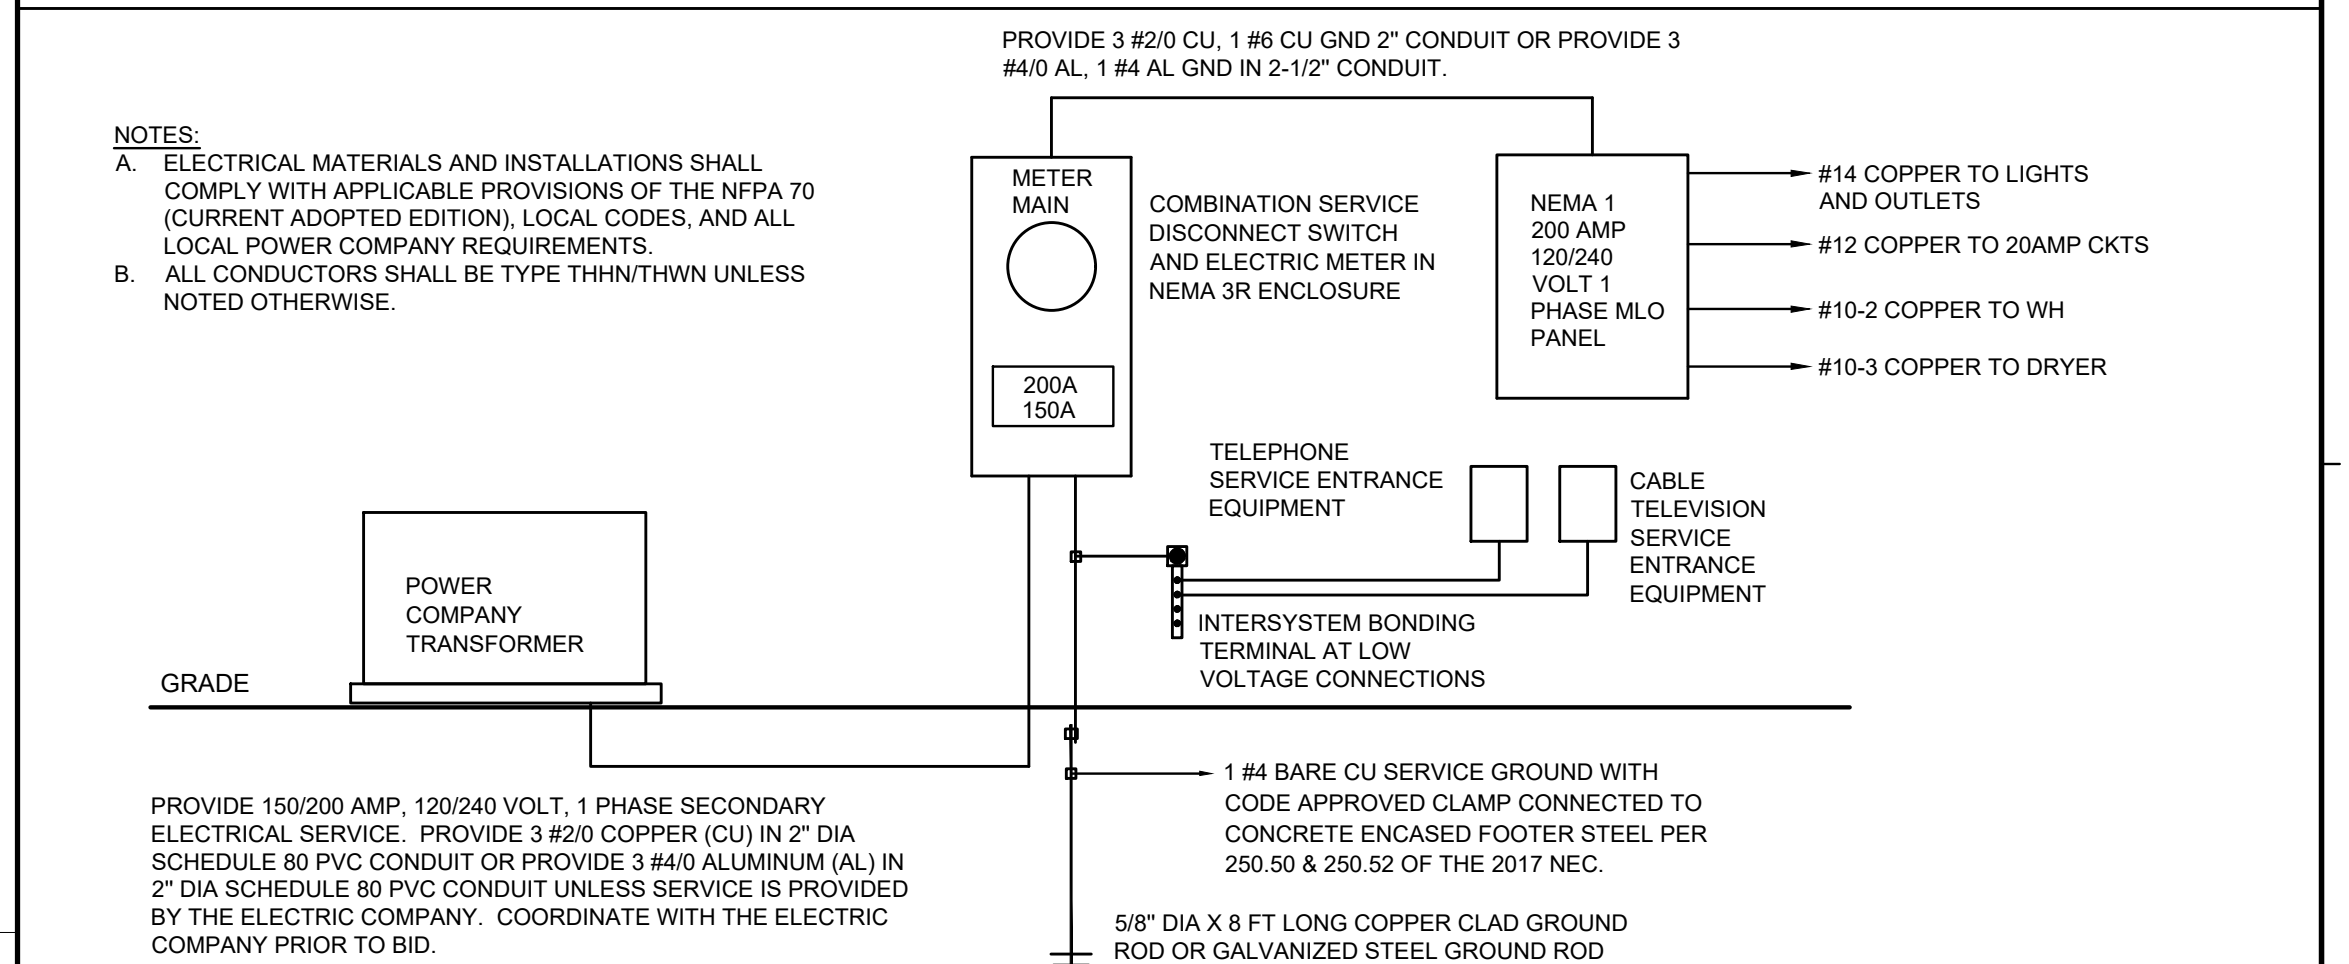 PROVIDE 3 #2/0 CU, 1 #6 CU GND 2" CONDUIT OR PROVIDE 3
#4/0 AL, 1 #4 AL GND IN 2-1/2" CONDUIT.
NOTES:
A. ELECTRICAL MATERIALS AND INSTALLATIONS SHALL
COMPLY WITH APPLICABLE PROVISIONS OF THE NFPA 70
(CURRENT ADOPTED EDITION), LOCAL CODES, AND ALL
LOCAL POWER COMPANY REQUIREMENTS.
B. ALL CONDUCTORS SHALL BE TYPE THHN/THWN UNLESS
NOTED OTHERWISE.
METER
MAIN
200A
150A
COMBINATION SERVICE
DISCONNECT SWITCH
AND ELECTRIC METER IN
NEMA 3R ENCLOSURE
NEMA 1
200 AMP
120/240
VOLT 1
PHASE MLO
PANEL
#14 COPPER TO LIGHTS
AND OUTLETS
#12 COPPER TO 20AMP CKTS
#10-2 COPPER TO WH
#10-3 COPPER TO DRYER
TELEPHONE
SERVICE ENTRANCE
EQUIPMENT
CABLE
TELEVISION
SERVICE
ENTRANCE
EQUIPMENT
INTERSYSTEM BONDING
TERMINAL AT LOW
VOLTAGE CONNECTIONS
POWER
COMPANY
TRANSFORMER
GRADE
PROVIDE 150/200 AMP, 120/240 VOLT, 1 PHASE SECONDARY
ELECTRICAL SERVICE. PROVIDE 3 #2/0 COPPER (CU) IN 2" DIA
SCHEDULE 80 PVC CONDUIT OR PROVIDE 3 #4/0 ALUMINUM (AL) IN
2" DIA SCHEDULE 80 PVC CONDUIT UNLESS SERVICE IS PROVIDED
BY THE ELECTRIC COMPANY. COORDINATE WITH THE ELECTRIC
COMPANY PRIOR TO BID.
1 #4 BARE CU SERVICE GROUND WITH
CODE APPROVED CLAMP CONNECTED TO
CONCRETE ENCASED FOOTER STEEL PER
250.50 & 250.52 OF THE 2017 NEC.
5/8" DIA X 8 FT LONG COPPER CLAD GROUND
ROD OR GALVANIZED STEEL GROUND ROD